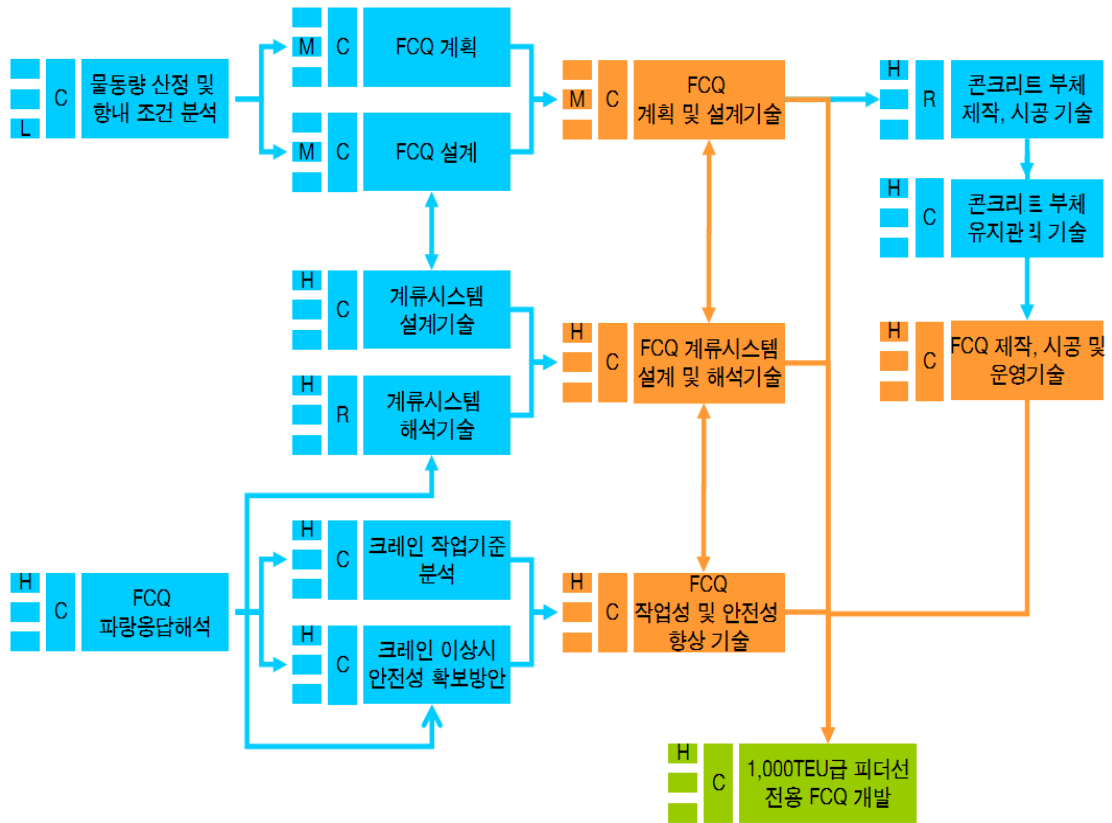 L
C
물동량 산정 및
항내 조건 분석
M
C
FCQ 계획
M
C
FCQ 설계
M
C
FCQ
계획 및 설계기술
H
R
콘크리트 부체
제작, 시공 기술
H
C
콘크리트 부체
유지관리 기술
H
C
계류시스템
설계기술
H
R
계류시스템
해석기술
H
C
FCQ 계류시스템
설계 및 해석기술
H
C
FCQ 제작, 시공 및
운영기술
H
C
FCQ
파랑응답해석
H
C
크레인 작업기준
분석
H
C
크레인 이상시
안전성 확보방안
H
C
FCQ
작업성 및 안전성
향상 기술
H
C
1,000TEU급 피더선
전용 FCQ 개발